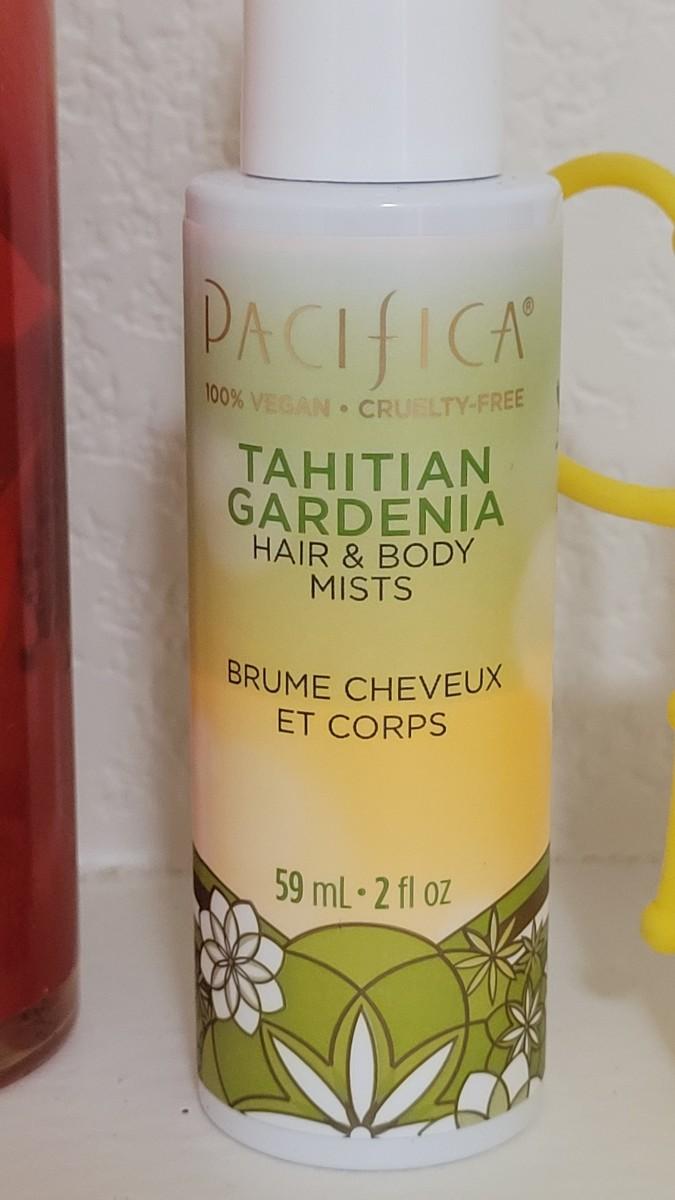 PACIFICA®
100% VEGAN • CRUELTY-FREE
TAHITIAN
GARDENIA
HAIR & BODY
MISTS
BRUME CHEVEUX
ET CORPS
59 mL • 2 fl oz